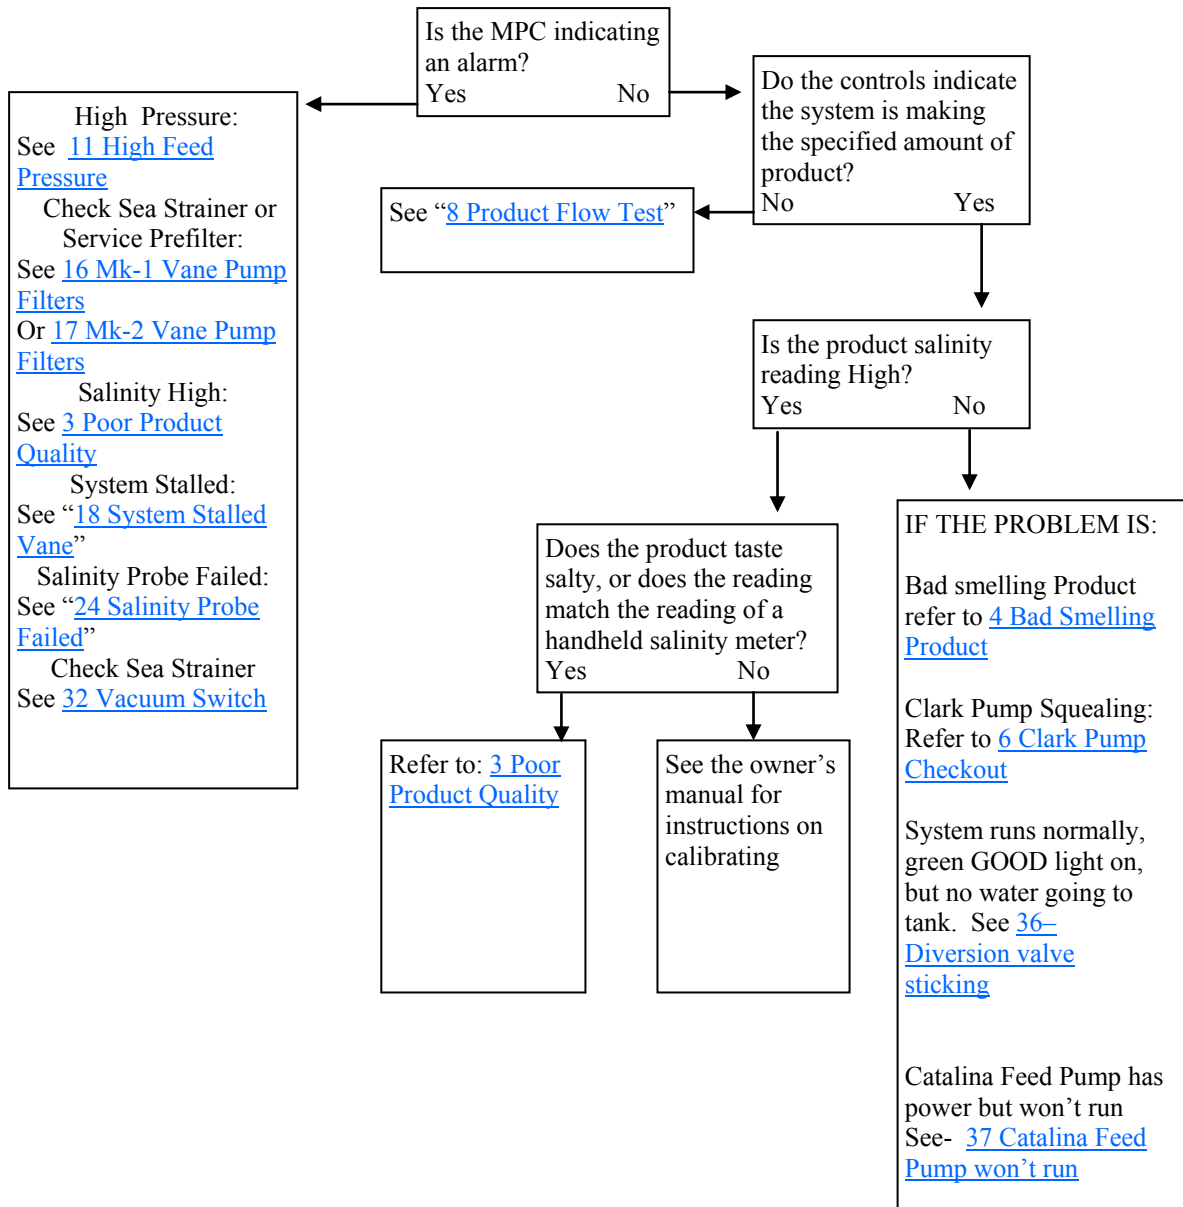 Is the MPC indicating
an alarm?
Yes No
Do the controls indicate
the system is making
the specified amount of
product?
No Yes
High Pressure:
See 11 High Feed
Pressure
Check Sea Strainer or
Service Prefilter:
See 16 Mk-1 Vane Pump
Filters
Or 17 Mk-2 Vane Pump
Filters
Salinity High:
See 3 Poor Product
Quality
System Stalled:
See “18 System Stalled
Vane”
Salinity Probe Failed:
See “24 Salinity Probe
Failed”
Check Sea Strainer
See 32 Vacuum Switch
See “8 Product Flow Test”
Is the product salinity
reading High?
Yes No
Does the product taste
salty, or does the reading
match the reading of a
handheld salinity meter?
Yes No
Refer to: 3 Poor
Product Quality
See the owner’s
manual for
instructions on
calibrating
IF THE PROBLEM IS:
Bad smelling Product
refer to 4 Bad Smelling
Product
Clark Pump Squealing:
Refer to 6 Clark Pump
Checkout
System runs normally,
green GOOD light on,
but no water going to
tank. See 36–
Diversion valve
sticking
Catalina Feed Pump has
power but won’t run
See- 37 Catalina Feed
Pump won’t run